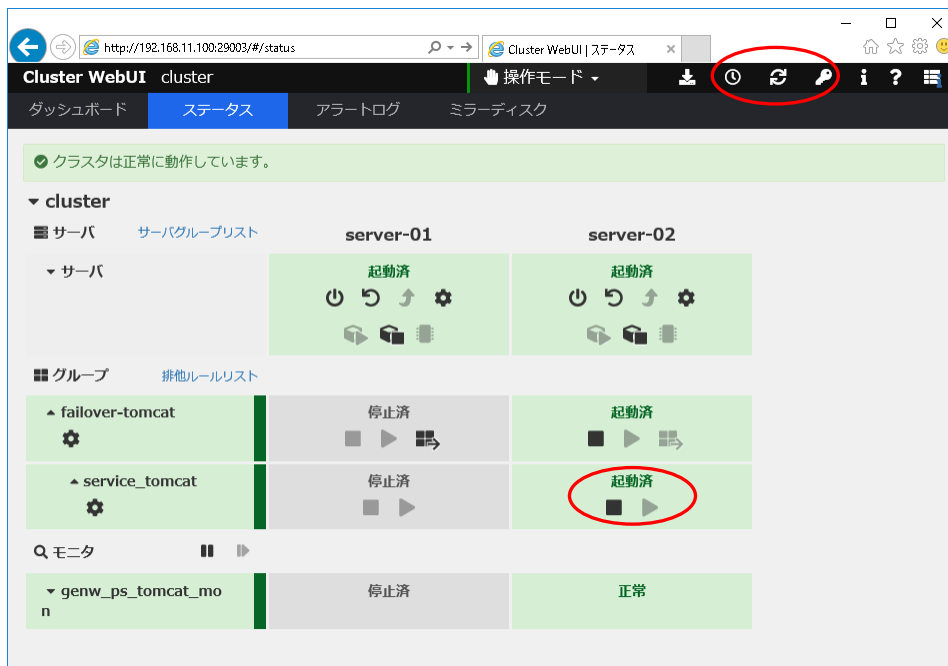 http://192.168.11.100:29003/#/status
Cluster WebUI | ステータス
Cluster WebUI cluster
操作モード
ダッシュボード ステータス アラートログ ミラーディスク
クラスタは正常に動作しています。
cluster
サーバ サーバグループリスト server-01 server-02
サーバ 起動済 起動済
グループ 排他ルールリスト
failover-tomcat 停止済 起動済
service_tomcat 停止済 起動済
モニタ
genw_ps_tomcat_mo 停止済 正常
n